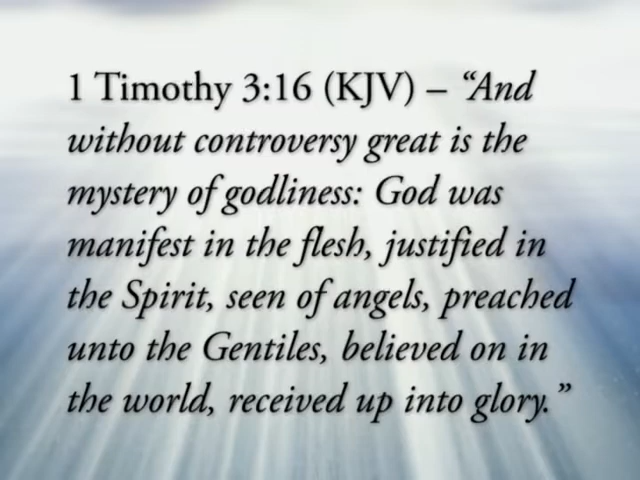 1 Timothy 3:16 (KJV) – “And
without controversy great is the
mystery of godliness: God was
manifest in the flesh, justified in
the Spirit, seen of angels, preached
unto the Gentiles, believed on in
the world, received up into glory.”